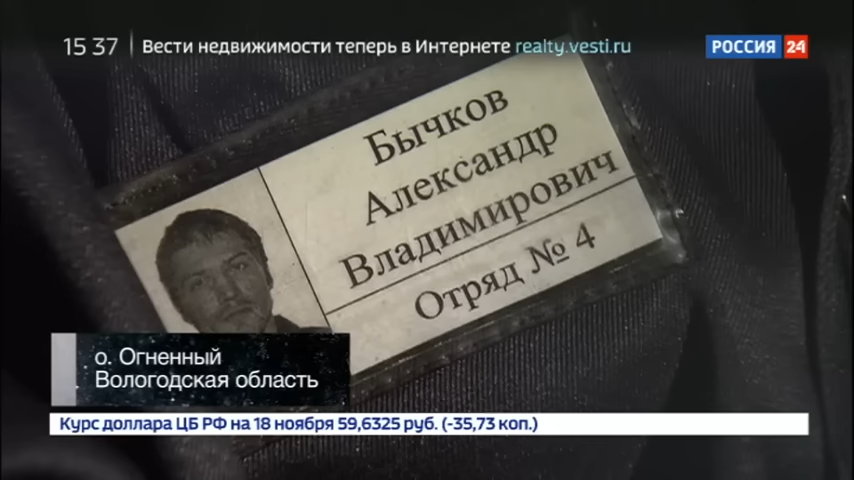 15 37
Вести недвижимости теперь в Интернете realty.vesti.ru
РОССИЯ 24
Бычков
Александр
Владимирович
Отряд № 4
о. Огненный
Вологодская область
Курс доллара ЦБ РФ на 18 ноября 59,6325 руб. (-35,73 коп.)